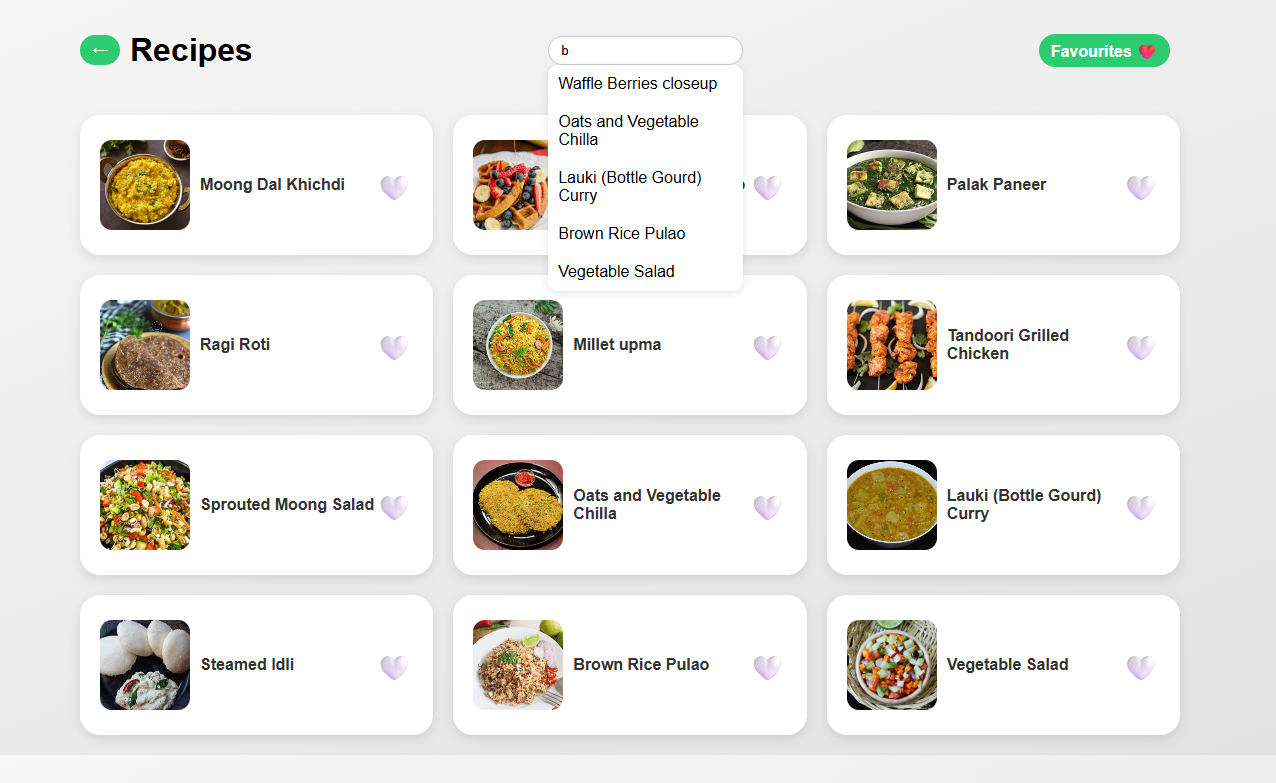 ← Recipes
b
Favourites
Waffle Berries closeup
Oats and Vegetable
Chilla
Lauki (Bottle Gourd)
Curry
Brown Rice Pulao
Vegetable Salad
Moong Dal Khichdi
Palak Paneer
Ragi Roti
Millet upma
Tandoori Grilled
Chicken
Sprouted Moong Salad
Oats and Vegetable
Chilla
Lauki (Bottle Gourd)
Curry
Steamed Idli
Brown Rice Pulao
Vegetable Salad